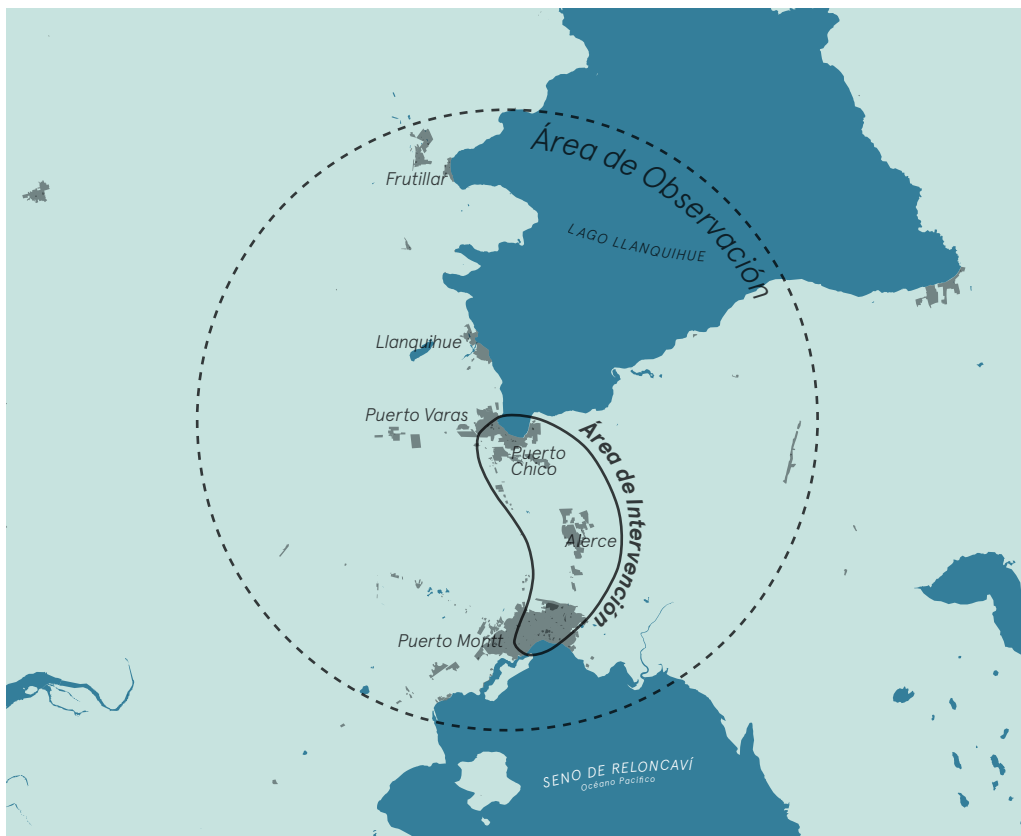 Área de Observación
Frutillar
LAGO LLANQUIHUE
Llanquihue
Puerto Varas
Área de Intervención
Puerto
Chico
Alerce
Puerto Montt
SENO DE RELONCAVÍ
Océano Pacífico